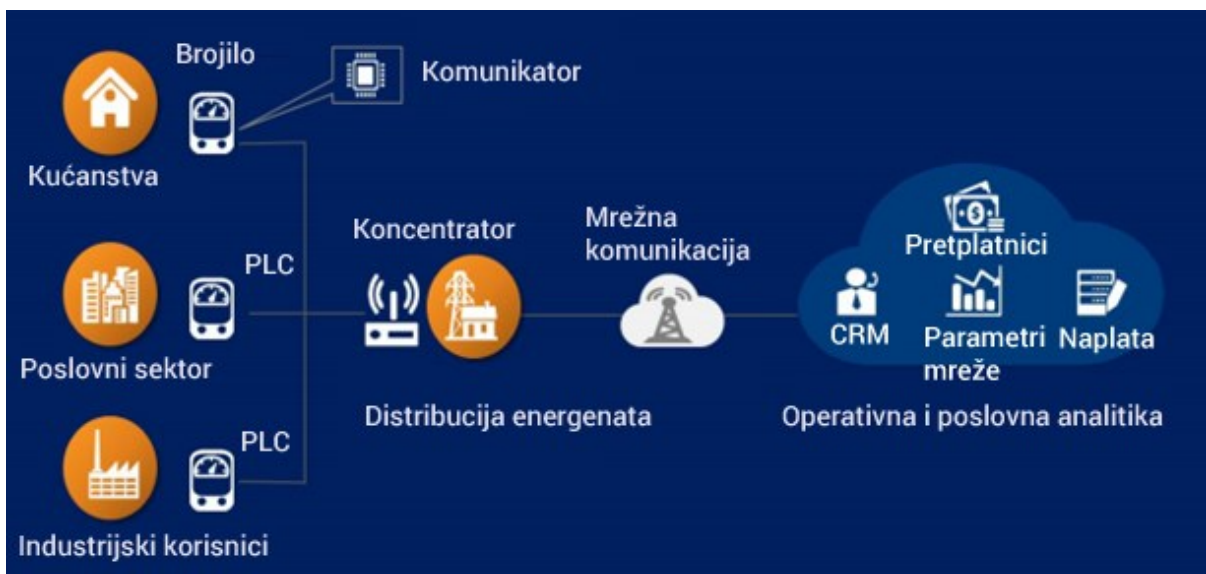 Brojilo
Komunikator
Kućanstva
PLC
Poslovni sektor
PLC
Industrijski korisnici
Koncentrator
Distribucija energenata
Mrežna
komunikacija
Pretplatnici
CRM
Parametri
mreže
Naplata
Operativna i poslovna analitika